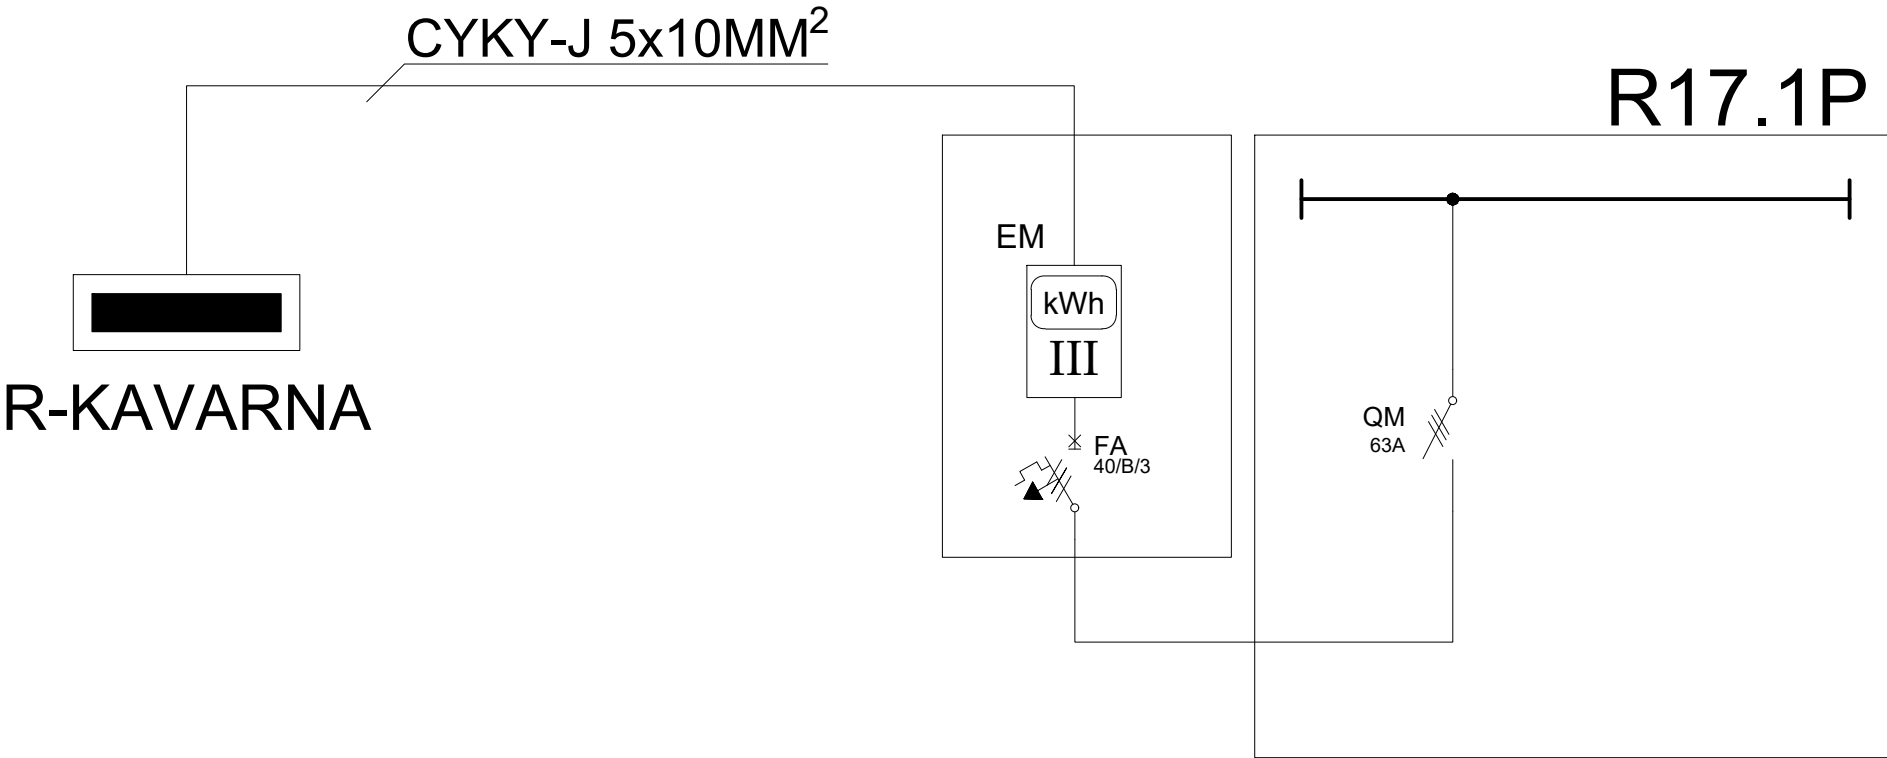 CYKY-J 5x10MM²
R17.1P
EM
kWh
III
R-KAVARNA
QM
63A
FA
40/B/3